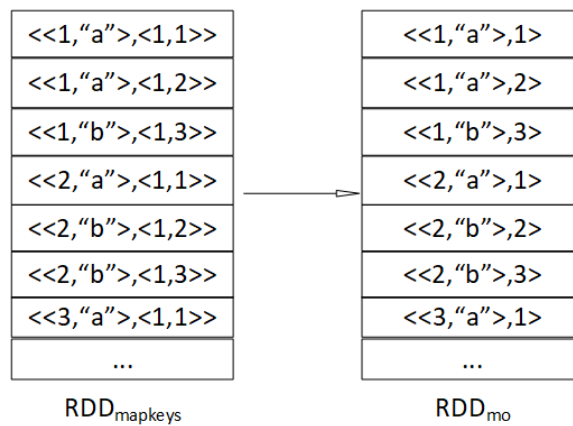 <<1,“a”>,<1,1>>
<<1,“a”>,<1,2>>
<<1,“b”>,<1,3>>
<<2,“a”>,<1,1>>
<<2,“b”>,<1,2>>
<<2,“b”>,<1,3>>
<<3,“a”>,<1,1>>
...
RDDmapkeys
<<1,“a”>,1>
<<1,“a”>,2>
<<1,“b”>,3>
<<2,“a”>,1>
<<2,“b”>,2>
<<2,“b”>,3>
<<3,“a”>,1>
...
RDDmo